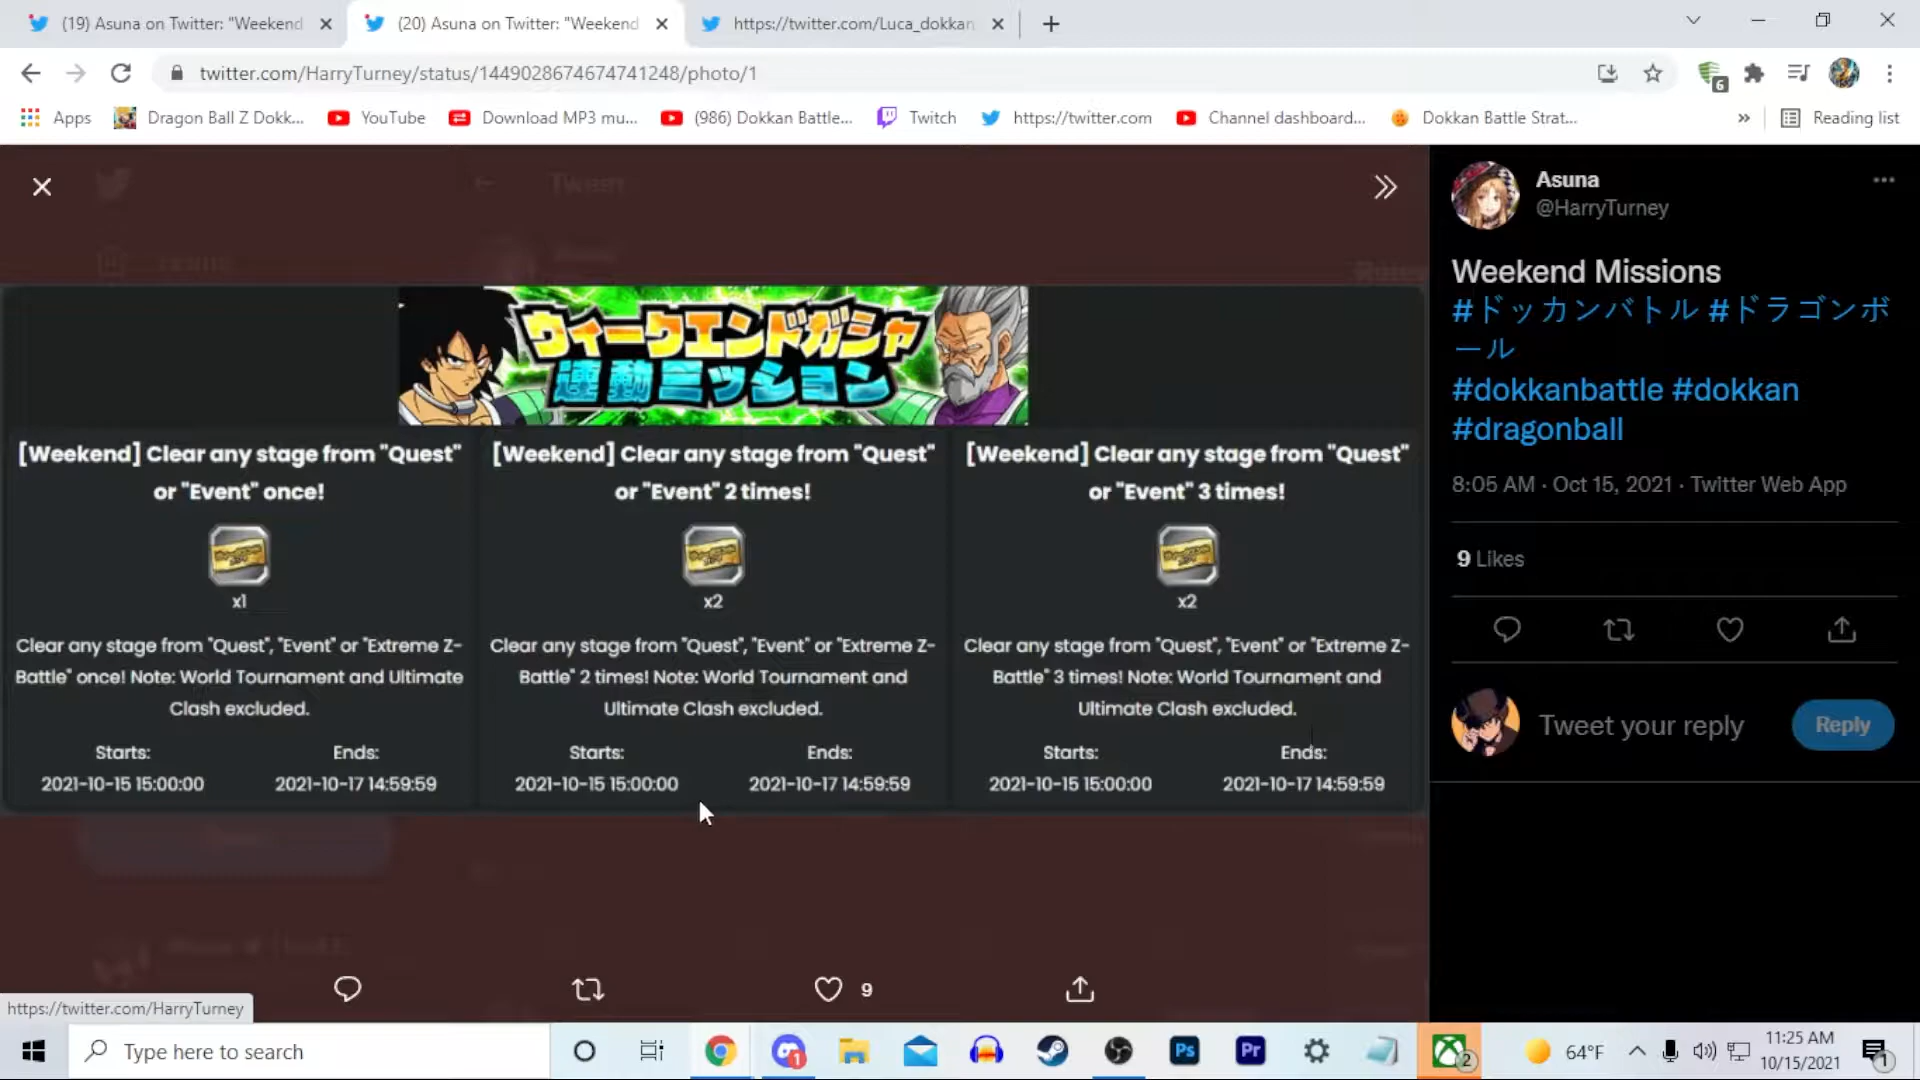 (19) Asuna on Twitter: "Weekend
(20) Asuna on Twitter: "Weekend
https://twitter.com/Luca_dokkan
twitter.com/HarryTurney/status/1449028674674741248/photo/1
6
Apps
Dragon Ball Z Dokk...
YouTube
Download MP3 mu...
(986) Dokkan Battle...
Twitch
https://twitter.com
Channel dashboard...
Dokkan Battle Strat...
Reading list
Tweet
Asuna
@HarryTurney
Weekend Missions
#ドッカンバトル #ドラゴンボ
ール
#dokkanbattle #dokkan
#dragonball
8:05 AM · Oct 15, 2021 · Twitter Web App
9 Likes
Tweet your reply
Reply
ウィークエンドガシャ
連動ミッション
[Weekend] Clear any stage from "Quest"
or "Event" once!
x1
Clear any stage from "Quest", "Event" or "Extreme Z-
Battle" once! Note: World Tournament and Ultimate
Clash excluded.
Starts:
Ends:
2021-10-15 15:00:00
2021-10-17 14:59:59
[Weekend] Clear any stage from "Quest"
or "Event" 2 times!
x2
Clear any stage from "Quest", "Event" or "Extreme Z-
Battle" 2 times! Note: World Tournament and
Ultimate Clash excluded.
Starts:
Ends:
2021-10-15 15:00:00
2021-10-17 14:59:59
[Weekend] Clear any stage from "Quest"
or "Event" 3 times!
x2
Clear any stage from "Quest", "Event" or "Extreme Z-
Battle" 3 times! Note: World Tournament and
Ultimate Clash excluded.
Starts:
Ends:
2021-10-15 15:00:00
2021-10-17 14:59:59
9
https://twitter.com/HarryTurney
Type here to search
1
Ps
Pr
2
64°F
11:25 AM
10/15/2021
1